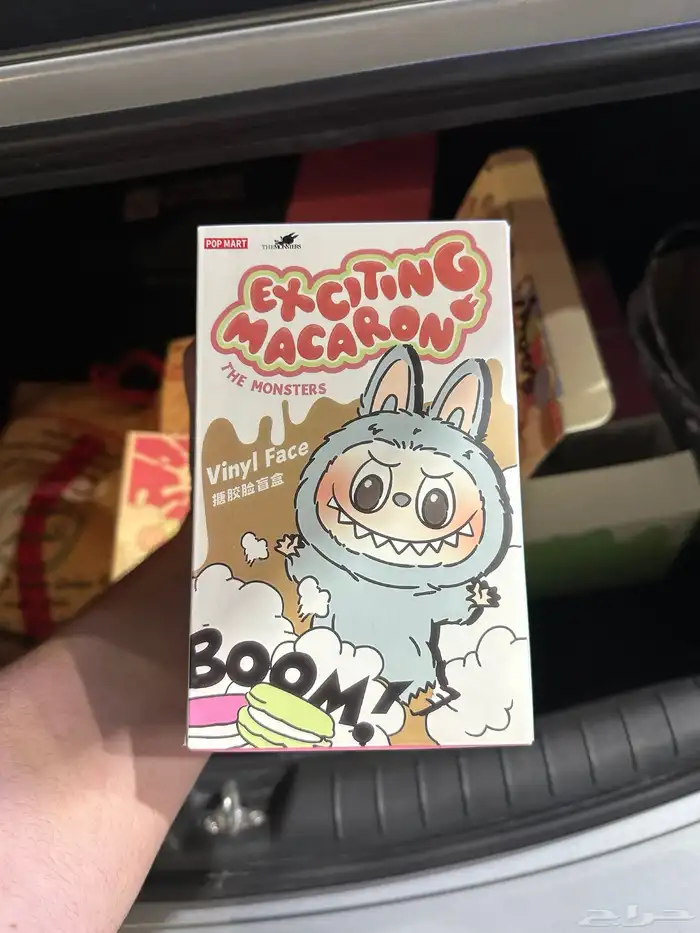 POP MART
THE MONSTERS
EXCITING
MACARON
THE MONSTERS
Vinyl Face
搪胶脸盲盒
BOOM!
حراج